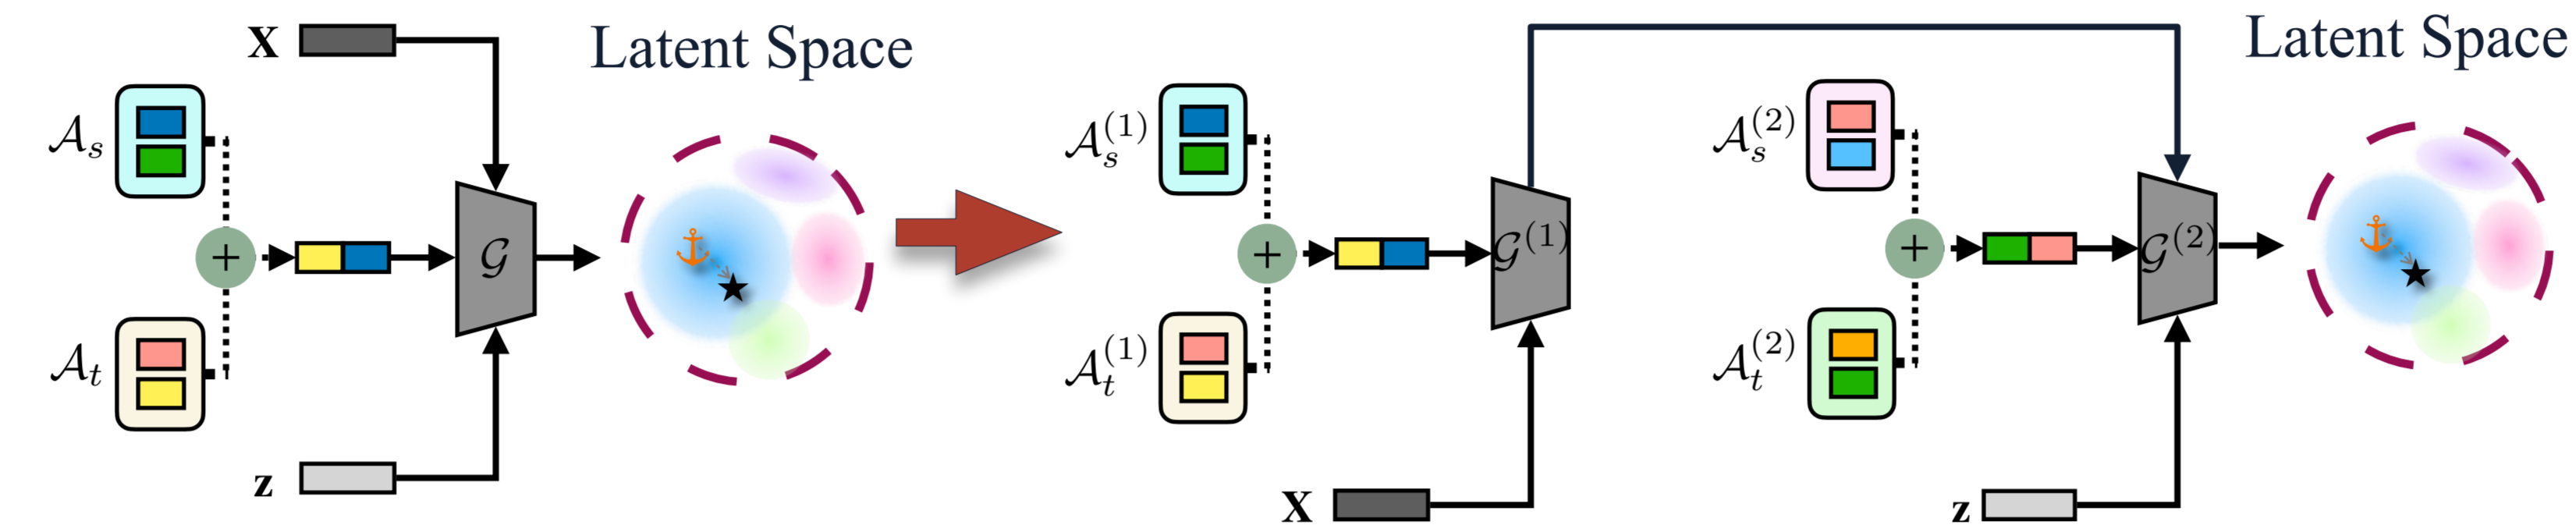 X
Latent Space
𝒜ₛ
+
𝒢
𝒜ₜ
z
𝒜ₛ⁽¹⁾
+
𝒢⁽¹⁾
𝒜ₜ⁽¹⁾
X
Latent Space
𝒜ₛ⁽²⁾
+
𝒢⁽²⁾
𝒜ₜ⁽²⁾
z